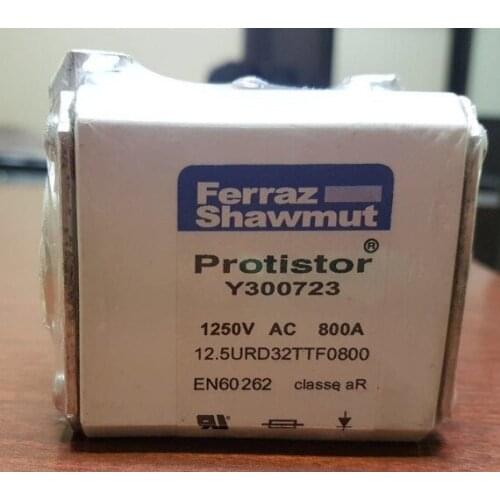 Ferraz
Shawmut
Protistor®
Y300723
1250V AC 800A
12.5URD32TTF0800
EN60262 classe aR